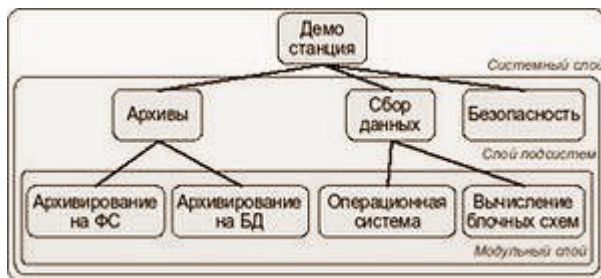 Демо
станция
Системный слой
Архивы
Сбор
данных
Безопасность
Слой подсистем
Архивирование
на ФС
Архивирование
на БД
Операционная
система
Вычисление
блочных схем
Модульный слой